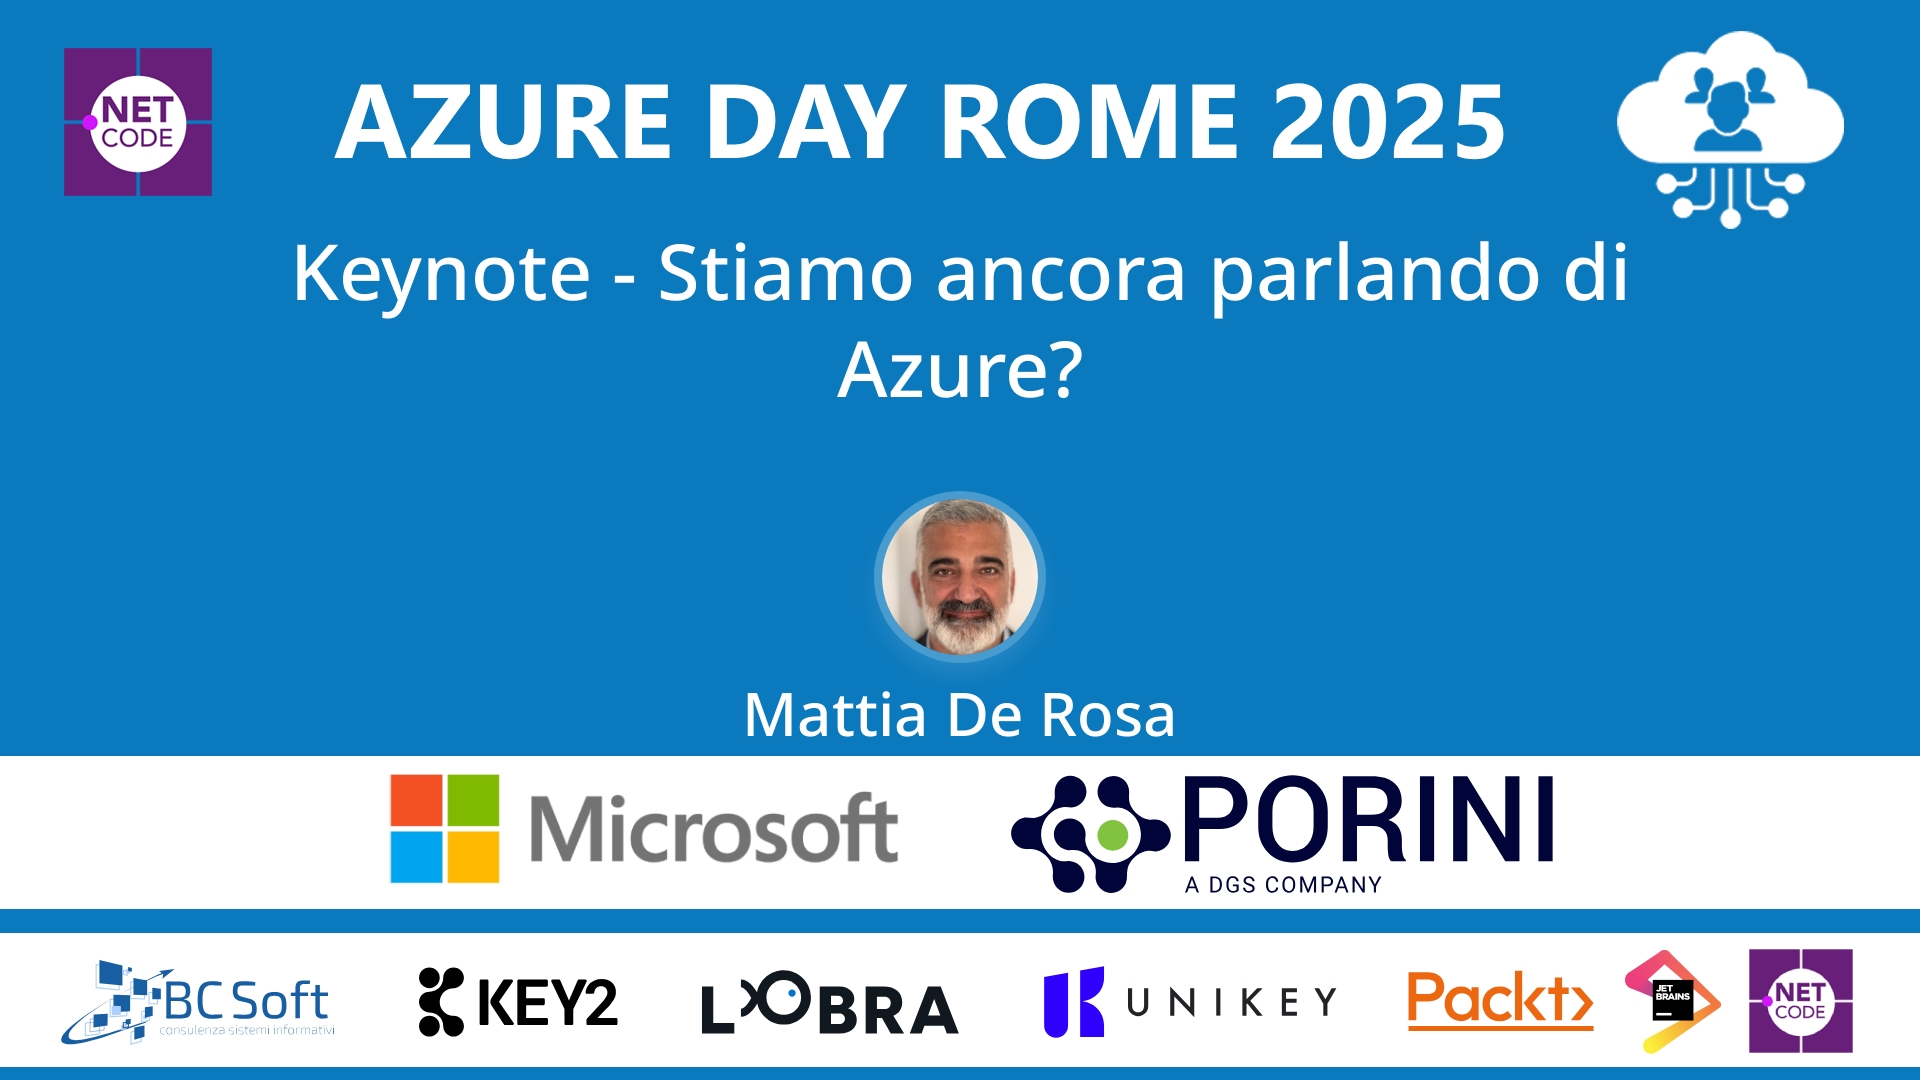 NET
CODE
AZURE DAY ROME 2025
Keynote - Stiamo ancora parlando di
Azure?
Mattia De Rosa
Microsoft
PORINI
A DGS COMPANY
BC Soft
consulenza sistemi informativi
KEY2
LOBRA
UNIKEY
Packt>
JET
BRAINS
NET
CODE